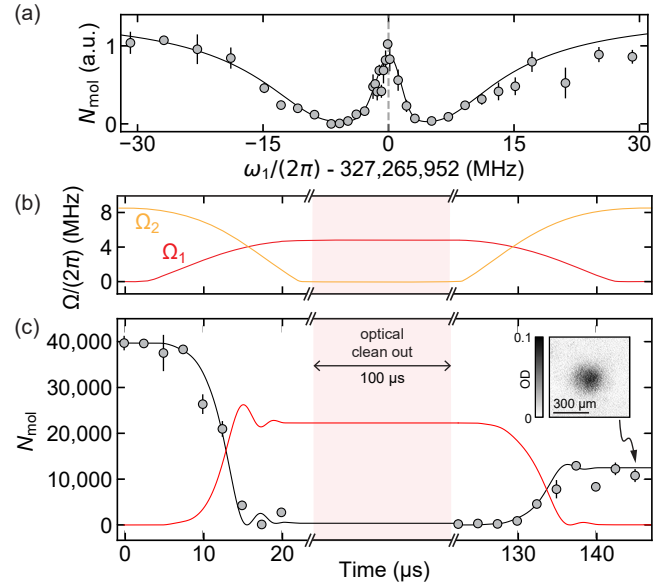 (a)
N_mol (a.u.)
1
0
−30
−15
0
15
30
ω₁/(2π) - 327,265,952 (MHz)
(b)
Ω/(2π) (MHz)
8
4
0
Ω₂
Ω₁
(c)
N_mol
40,000
30,000
20,000
10,000
0
optical
clean out
100 μs
0.1
OD
0
300 μm
0
10
20
130
140
Time (μs)